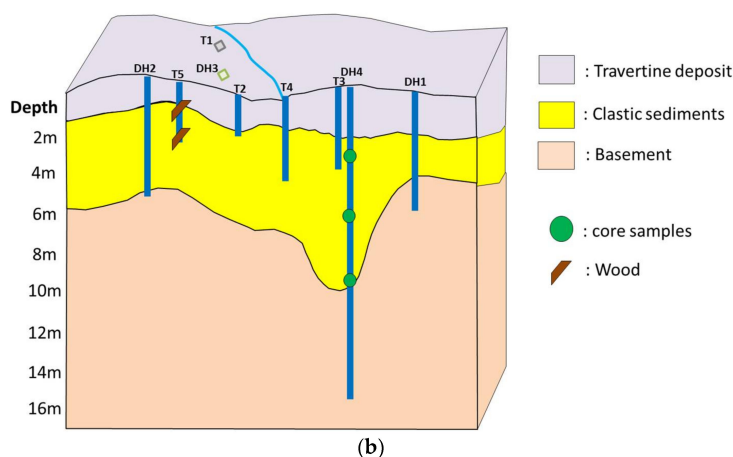 T1
DH3
DH2
T5
T2
T4
T3
DH4
DH1
Depth
2m
4m
6m
8m
10m
12m
14m
16m
: Travertine deposit
: Clastic sediments
: Basement
: core samples
: Wood
(b)